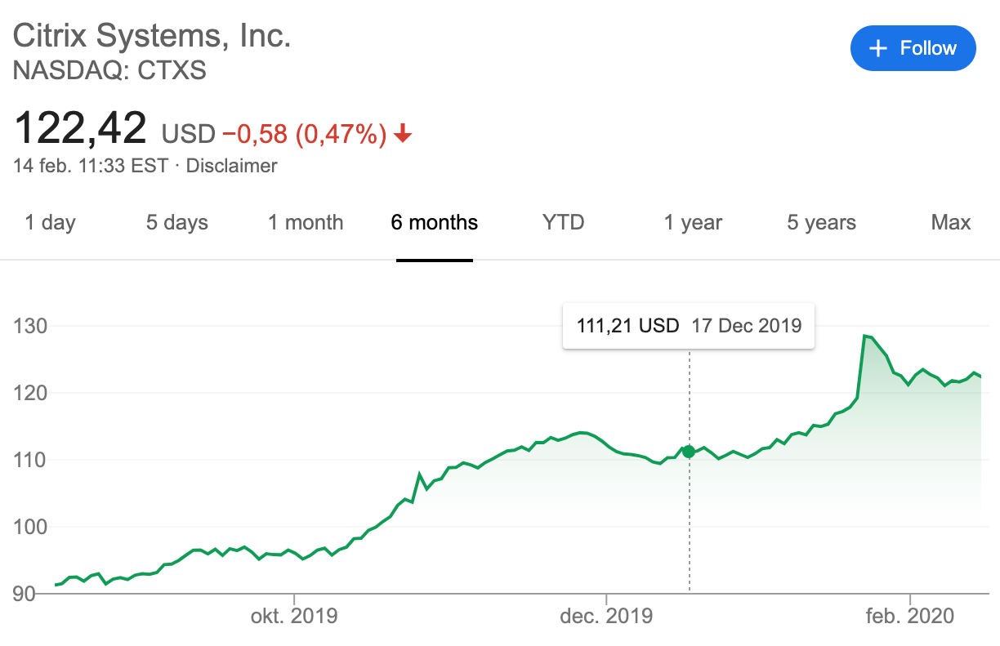 Citrix Systems, Inc.
NASDAQ: CTXS
+ Follow
122,42 USD −0,58 (0,47%) ↓
14 feb. 11:33 EST · Disclaimer
1 day 5 days 1 month 6 months YTD 1 year 5 years Max
111,21 USD 17 Dec 2019
130
120
110
100
90
okt. 2019 dec. 2019 feb. 2020